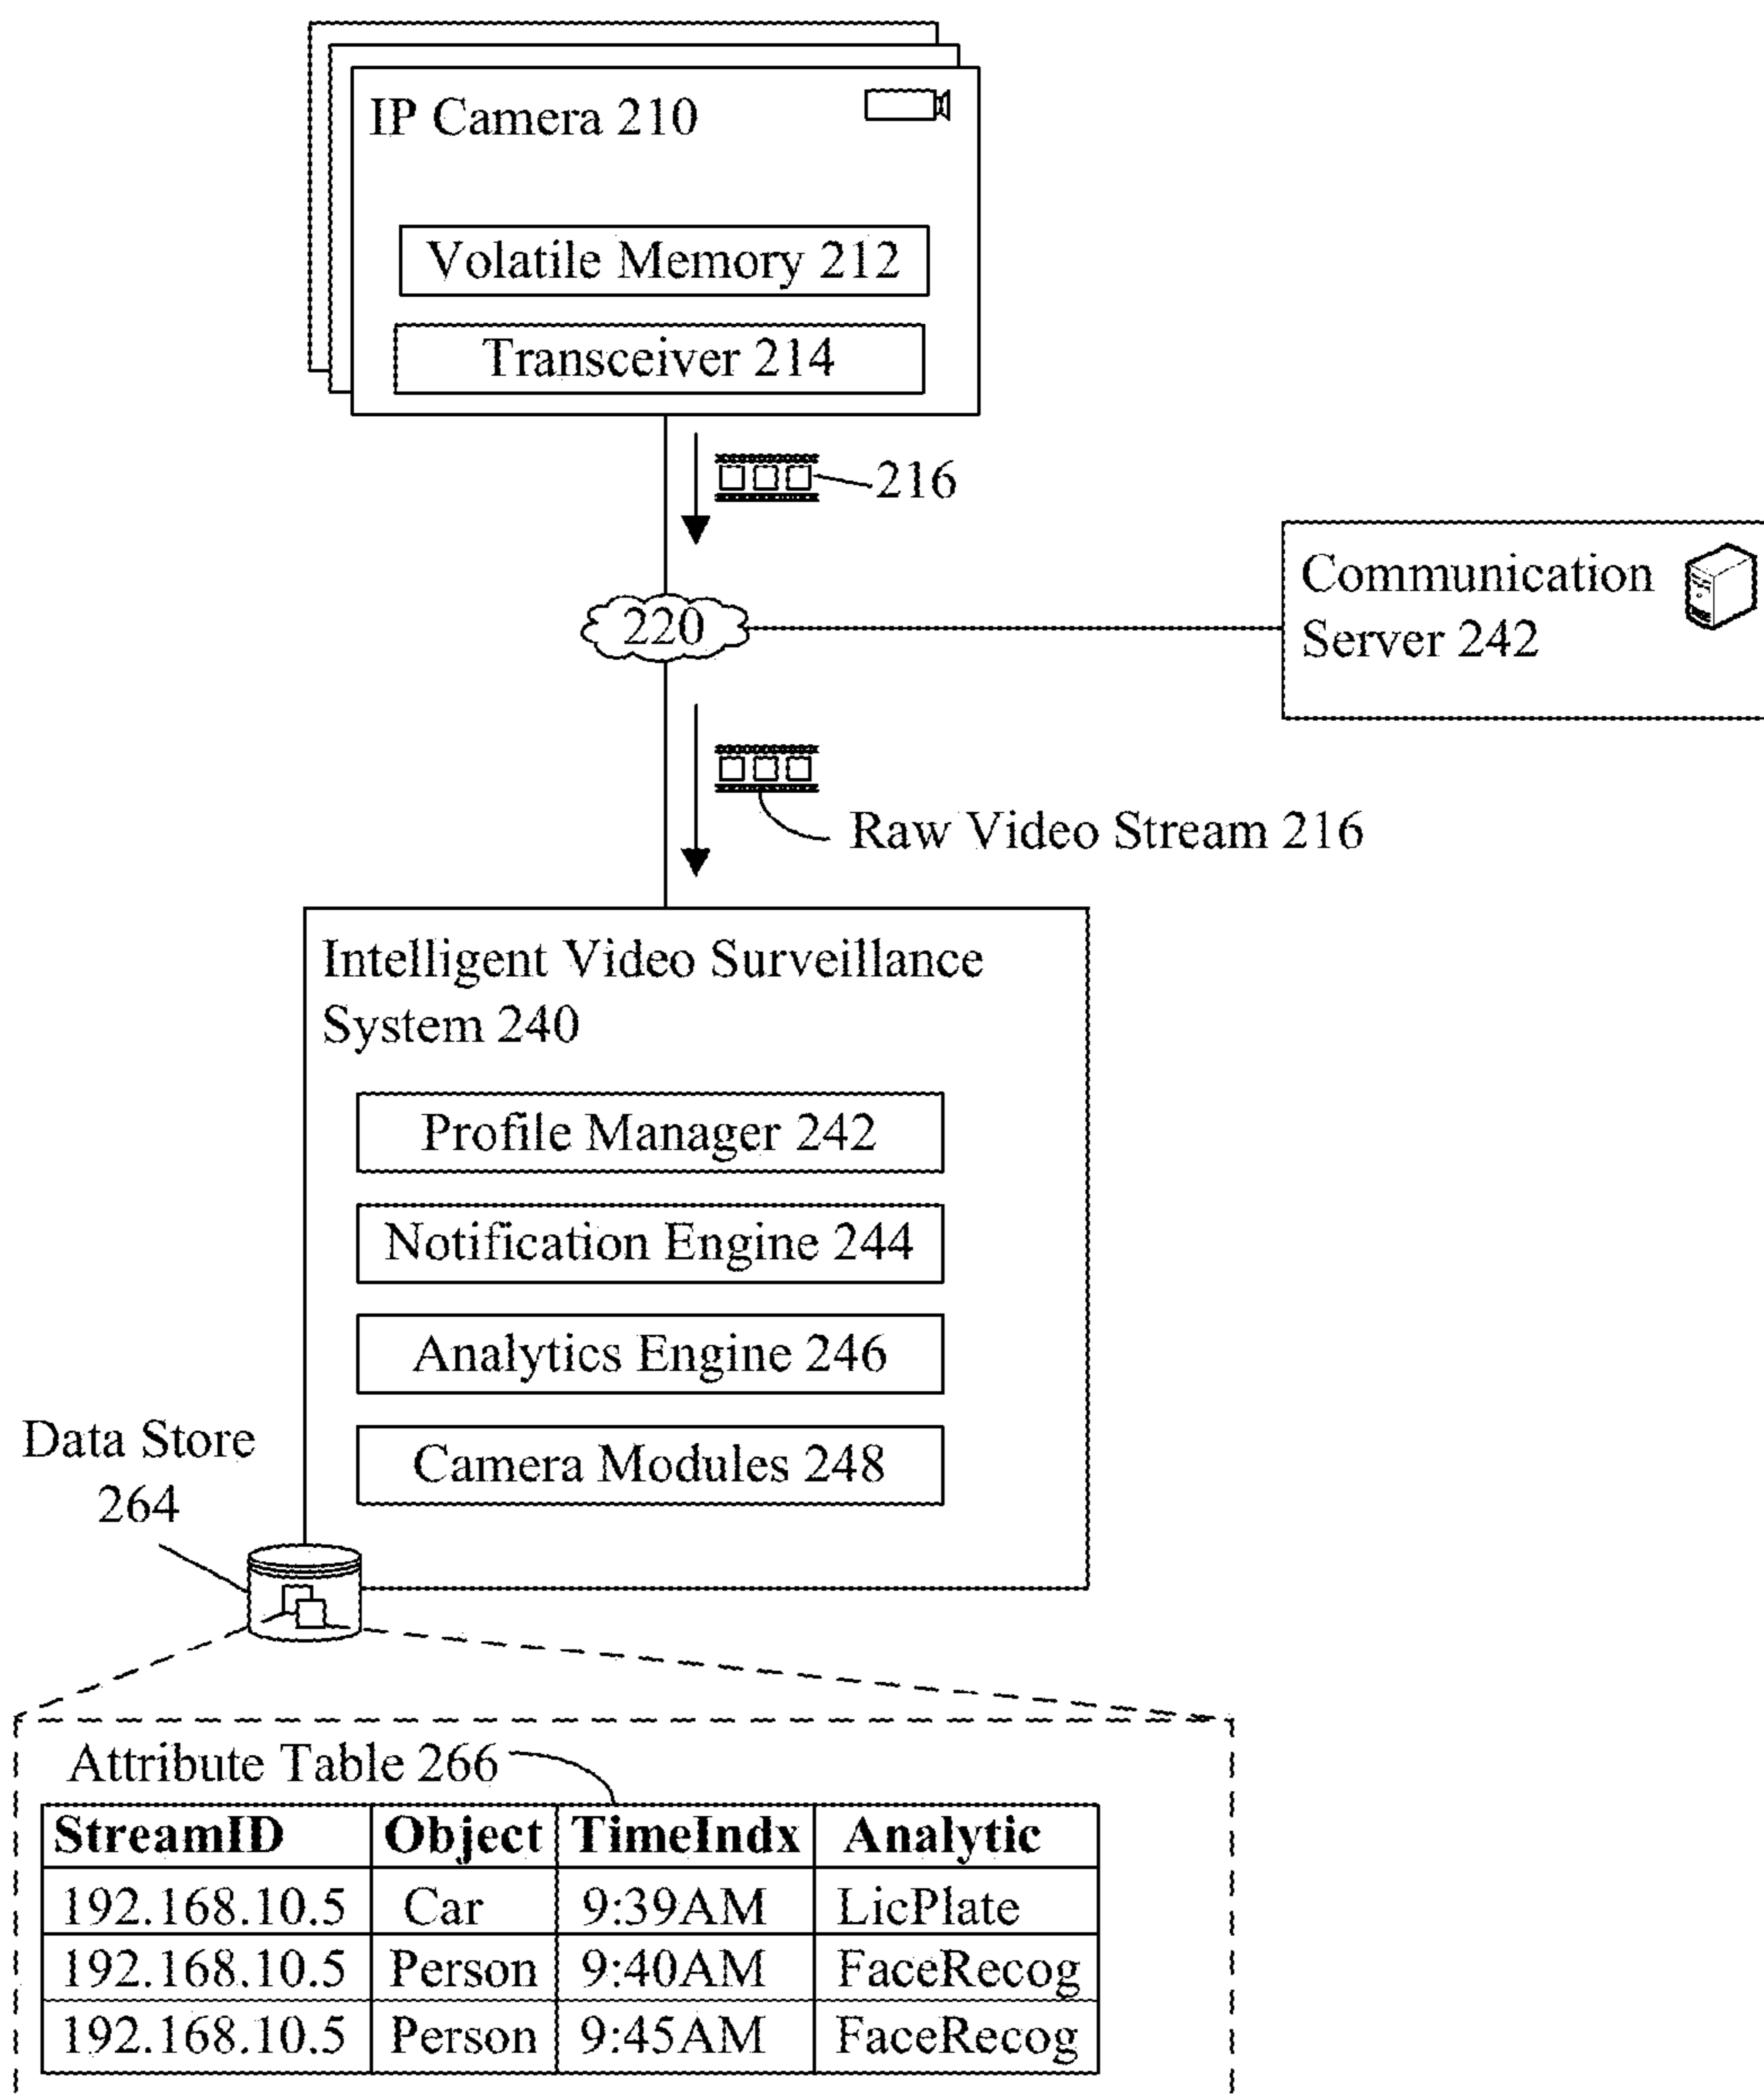 IP Camera 210
Volatile Memory 212
Transceiver 214
216
220
Communication
Server 242
Raw Video Stream 216
Intelligent Video Surveillance
System 240
Profile Manager 242
Notification Engine 244
Analytics Engine 246
Camera Modules 248
Data Store
264
Attribute Table 266
StreamID Object TimeIndx Analytic
192.168.10.5 Car 9:39AM LicPlate
192.168.10.5 Person 9:40AM FaceRecog
192.168.10.5 Person 9:45AM FaceRecog